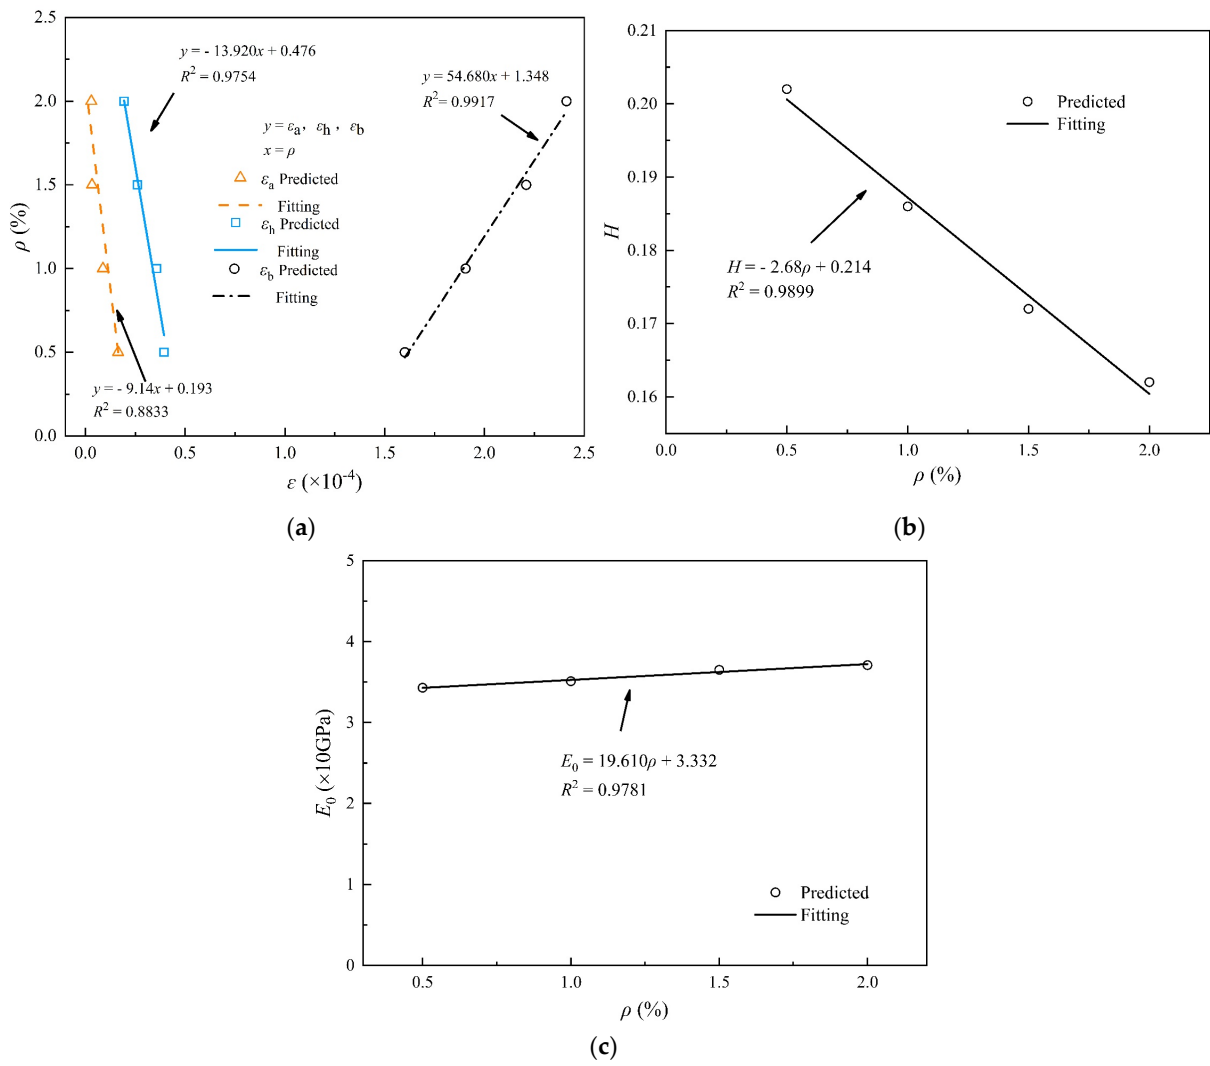 2.5
2.0
1.5
1.0
0.5
0.0
ρ (%)
y = - 13.920x + 0.476
R² = 0.9754
y = 54.680x + 1.348
R²= 0.9917
y = εa, εh , εb
x = ρ
εa Predicted
Fitting
εh Predicted
Fitting
εb Predicted
Fitting
y = - 9.14x + 0.193
R² = 0.8833
0.0 0.5 1.0 1.5 2.0 2.5
ε (×10⁻⁴)
(a)
0.21
0.20
0.19
0.18
0.17
0.16
H
Predicted
Fitting
H = - 2.68ρ + 0.214
R² = 0.9899
0.0 0.5 1.0 1.5 2.0
ρ (%)
(b)
5
4
3
2
1
0
E₀ (×10GPa)
E₀ = 19.610ρ + 3.332
R² = 0.9781
Predicted
Fitting
0.5 1.0 1.5 2.0
ρ (%)
(c)